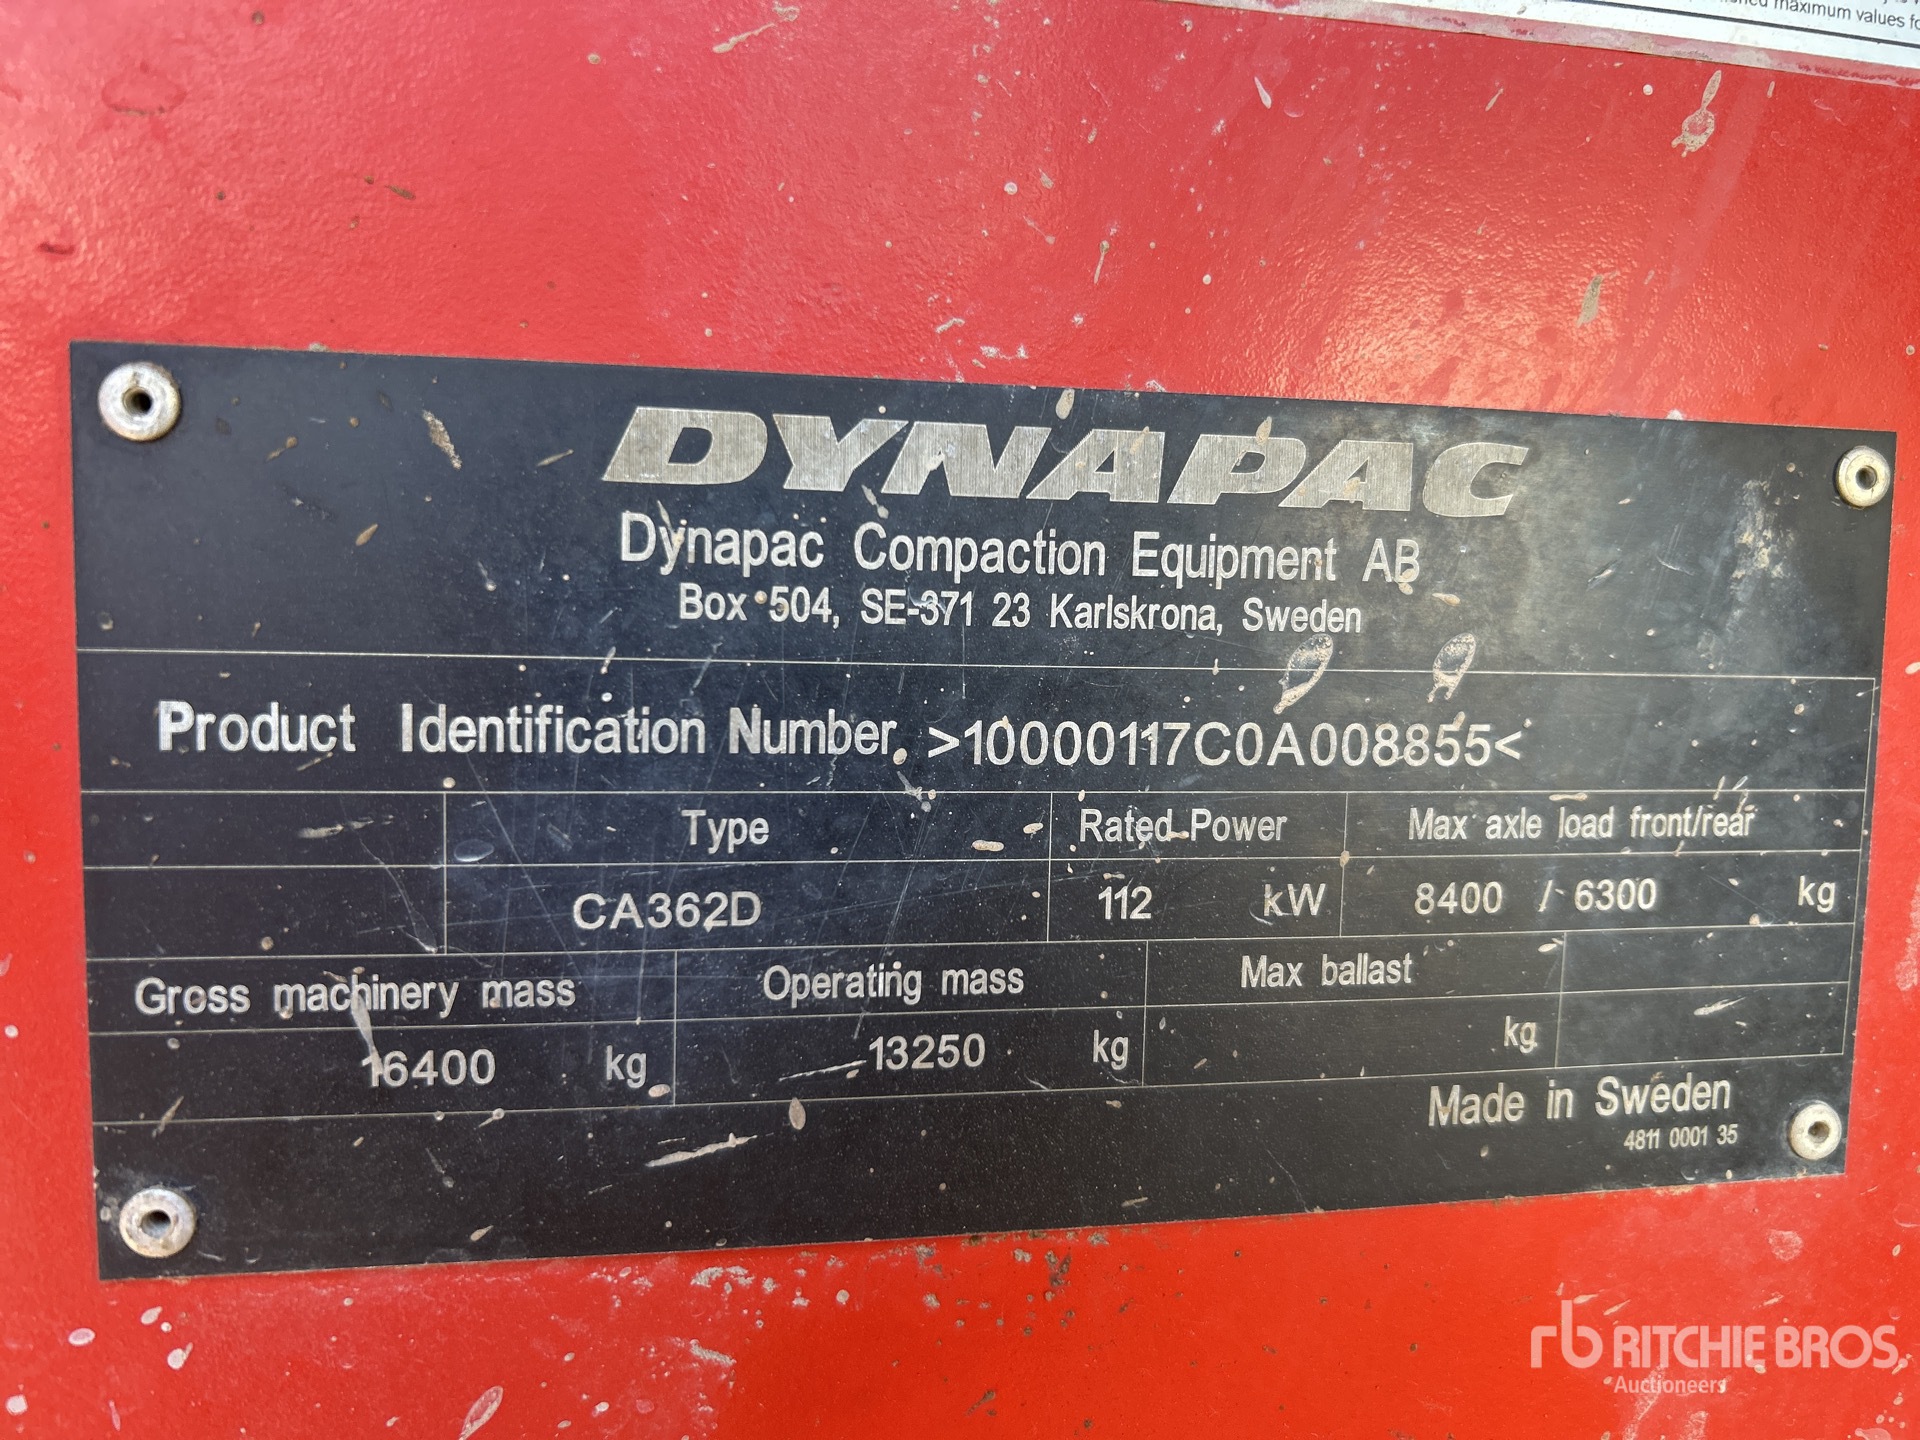 maximum values fo
DYNAPAC
Dynapac Compaction Equipment AB
Box 504, SE-371 23 Karlskrona, Sweden
Product Identification Number >10000117C0A008855<
Type Rated Power Max axle load front/rear
CA362D 112 kW 8400 / 6300 kg
Gross machinery mass Operating mass Max ballast
16400 kg 13250 kg kg
Made in Sweden
4811 0001 35
rb RITCHIE BROS.
Auctioneers